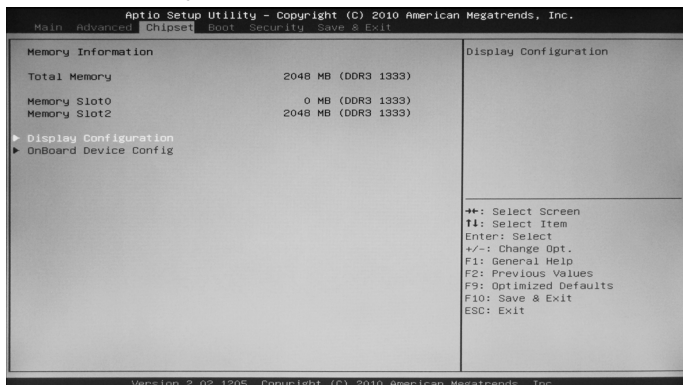 Aptio Setup Utility – Copyright (C) 2010 American Megatrends, Inc.
Main Advanced Chipset Boot Security Save & Exit
Memory Information
Total Memory 2048 MB (DDR3 1333)
Memory Slot0 0 MB (DDR3 1333)
Memory Slot2 2048 MB (DDR3 1333)
▶ Display Configuration
▶ OnBoard Device Config
Display Configuration
→←: Select Screen
↑↓: Select Item
Enter: Select
+/-: Change Opt.
F1: General Help
F2: Previous Values
F9: Optimized Defaults
F10: Save & Exit
ESC: Exit
Version 2.02.1205. Copyright (C) 2010 American Megatrends, Inc.